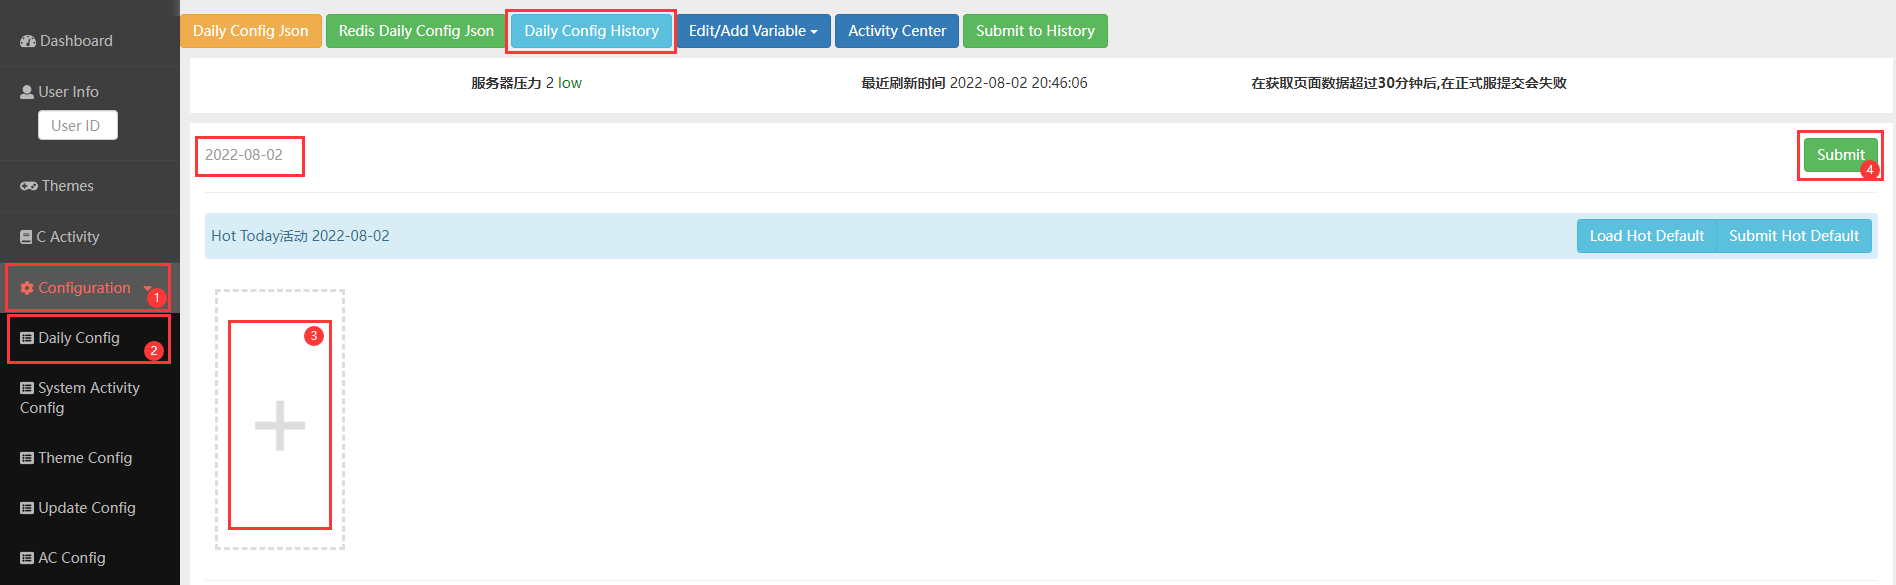 Dashboard
User Info
User ID
Themes
C Activity
Configuration
1
Daily Config
2
System Activity
Config
Theme Config
Update Config
AC Config
Daily Config Json Redis Daily Config Json Daily Config History Edit/Add Variable Activity Center Submit to History
服务器压力 2 low 最近刷新时间 2022-08-02 20:46:06 在获取页面数据超过30分钟后,在正式服提交会失败
2022-08-02 Submit
4
Hot Today活动 2022-08-02 Load Hot Default Submit Hot Default
3